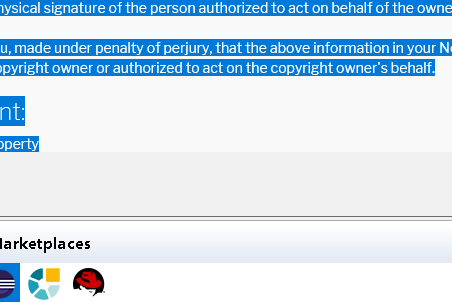 hysical signature of the person authorized to act on behalf of the owne
u, made under penalty of perjury, that the above information in your N
opyright owner or authorized to act on the copyright owner's behalf.
nt:
operty
Marketplaces